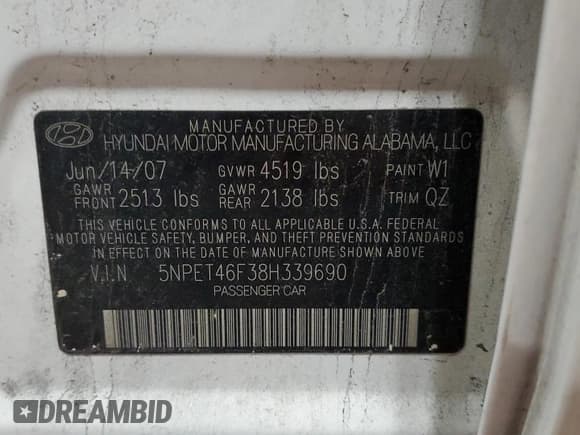 MANUFACTURED BY
HYUNDAI MOTOR MANUFACTURING ALABAMA, LLC
Jun/14/07 GVWR 4519 lbs PAINT W1
GAWR FRONT 2513 lbs GAWR REAR 2138 lbs TRIM QZ
THIS VEHICLE CONFORMS TO ALL APPLICABLE U.S.A. FEDERAL
MOTOR VEHICLE SAFETY, BUMPER, AND THEFT PREVENTION STANDARDS
IN EFFECT ON THE DATE OF MANUFACTURE SHOWN ABOVE
V.I.N 5NPET46F38H339690
PASSENGER CAR
DREAMBID